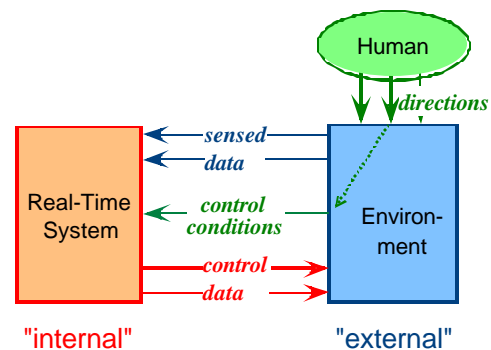 Human
directions
sensed
data
Real-Time
System
control
conditions
Environ-
ment
control
data
"internal"
"external"